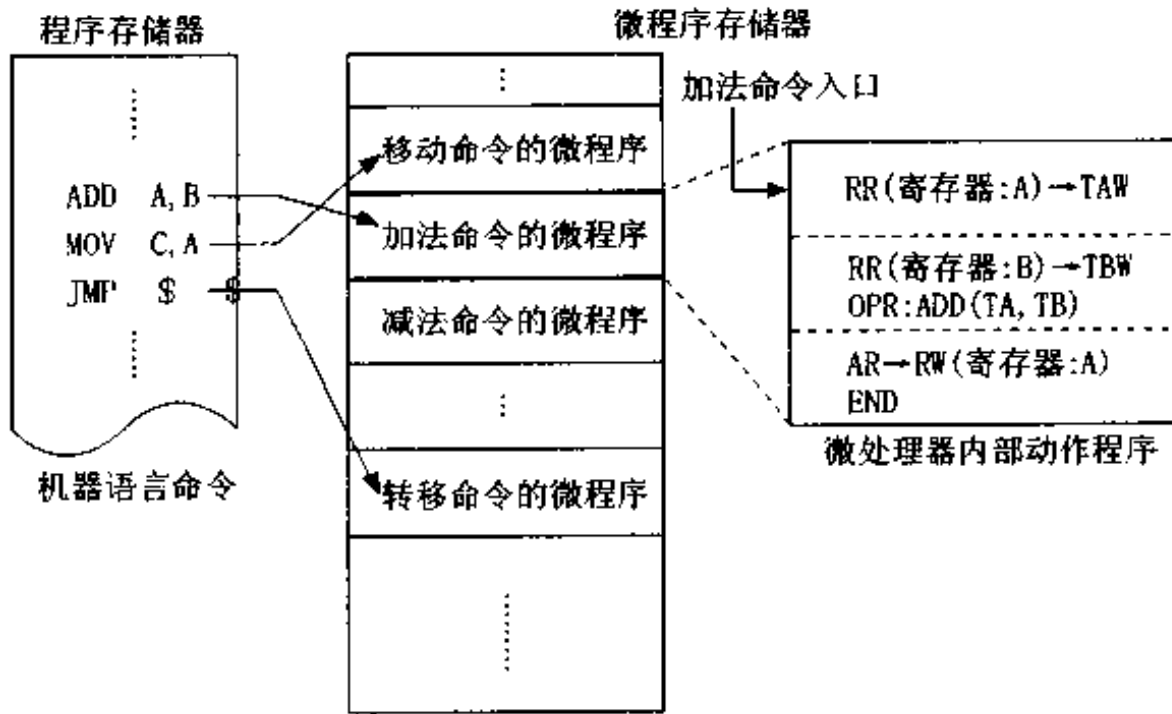 程序存储器
ADD A,B
MOV C,A
JMP $ $
机器语言命令
微程序存储器
移动命令的微程序
加法命令的微程序
减法命令的微程序
转移命令的微程序
加法命令入口
RR(寄存器:A)→TAW
RR(寄存器:B)→TBW
OPR:ADD(TA,TB)
AR→RW(寄存器:A)
END
微处理器内部动作程序